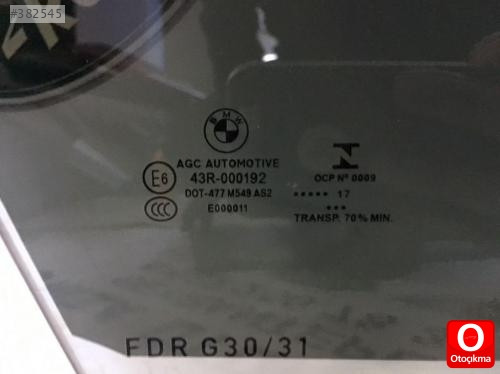 #382545
BMW
AGC AUTOMOTIVE
E6 43R-000192
DOT-477 M549 AS2
CCC E000011
N
OCP Nº 0009
••••• 17
•••
TRANSP. 70% MIN.
FDR G30/31
O
Otoçıkma